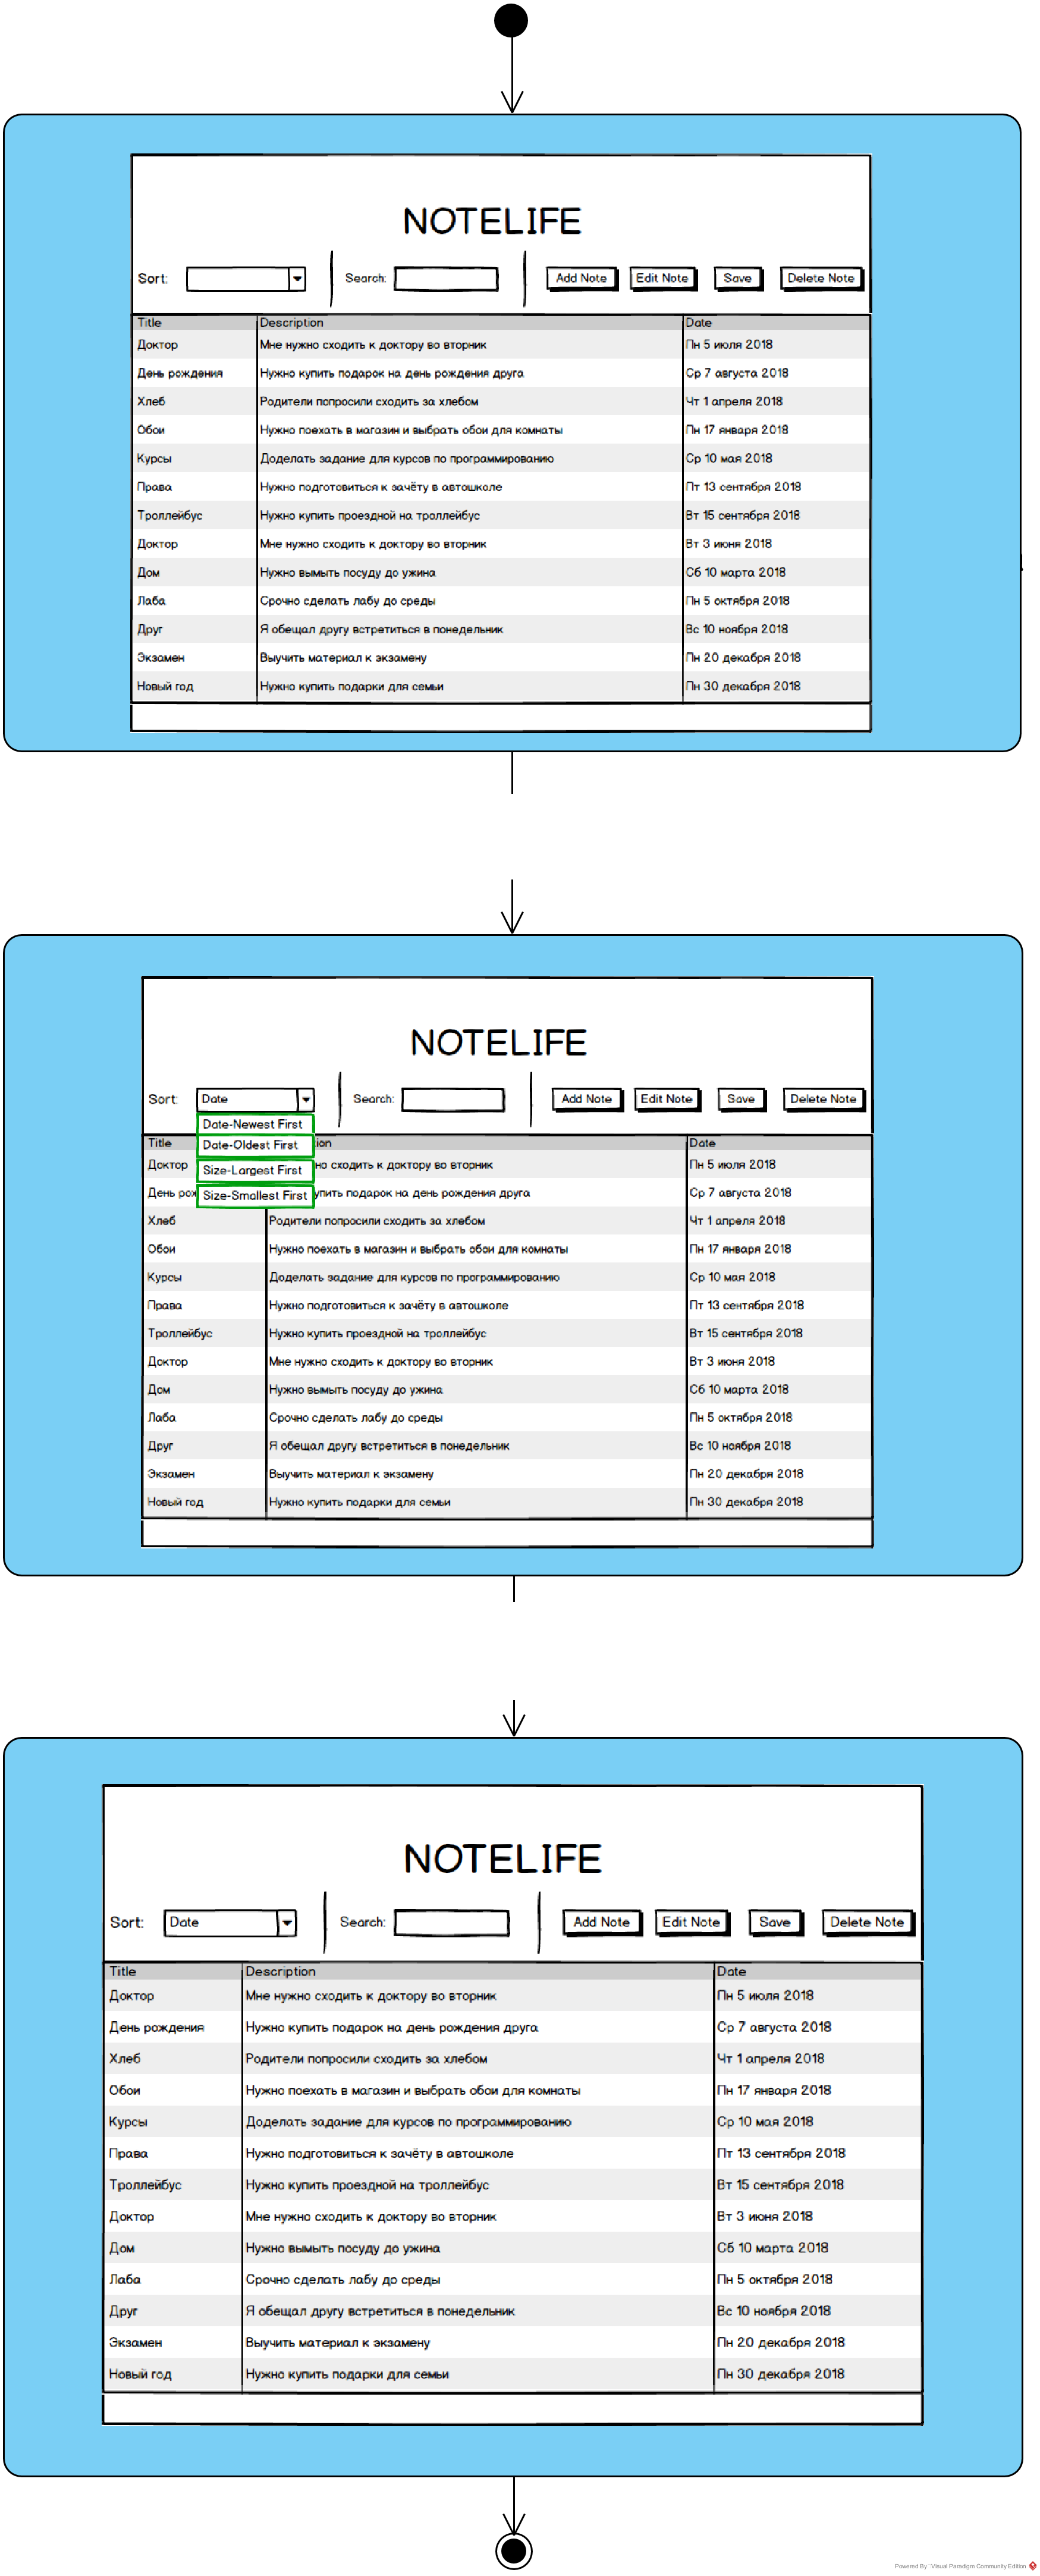 NOTELIFE
Sort: Search: Add Note Edit Note Save Delete Note
Title Description Date
Доктор Мне нужно сходить к доктору во вторник Пн 5 июля 2018
День рождения Нужно купить подарок на день рождения друга Ср 7 августа 2018
Хлеб Родители попросили сходить за хлебом Чт 1 апреля 2018
Обои Нужно поехать в магазин и выбрать обои для комнаты Пн 17 января 2018
Курсы Доделать задание для курсов по программированию Ср 10 мая 2018
Права Нужно подготовиться к зачёту в автошколе Пт 13 сентября 2018
Троллейбус Нужно купить проездной на троллейбус Вт 15 сентября 2018
Доктор Мне нужно сходить к доктору во вторник Вт 3 июня 2018
Дом Нужно вымыть посуду до ужина Сб 10 марта 2018
Лаба Срочно сделать лабу до среды Пн 5 октября 2018
Друг Я обещал другу встретиться в понедельник Вс 10 ноября 2018
Экзамен Выучить материал к экзамену Пн 20 декабря 2018
Новый год Нужно купить подарки для семьи Пн 30 декабря 2018
NOTELIFE
Sort: Date Search: Add Note Edit Note Save Delete Note
Date-Newest First
Title Date-Oldest First ion Date
Доктор Size-Largest First но сходить к доктору во вторник Пн 5 июля 2018
День рож Size-Smallest First упить подарок на день рождения друга Ср 7 августа 2018
Хлеб Родители попросили сходить за хлебом Чт 1 апреля 2018
Обои Нужно поехать в магазин и выбрать обои для комнаты Пн 17 января 2018
Курсы Доделать задание для курсов по программированию Ср 10 мая 2018
Права Нужно подготовиться к зачёту в автошколе Пт 13 сентября 2018
Троллейбус Нужно купить проездной на троллейбус Вт 15 сентября 2018
Доктор Мне нужно сходить к доктору во вторник Вт 3 июня 2018
Дом Нужно вымыть посуду до ужина Сб 10 марта 2018
Лаба Срочно сделать лабу до среды Пн 5 октября 2018
Друг Я обещал другу встретиться в понедельник Вс 10 ноября 2018
Экзамен Выучить материал к экзамену Пн 20 декабря 2018
Новый год Нужно купить подарки для семьи Пн 30 декабря 2018
NOTELIFE
Sort: Date Search: Add Note Edit Note Save Delete Note
Title Description Date
Доктор Мне нужно сходить к доктору во вторник Пн 5 июля 2018
День рождения Нужно купить подарок на день рождения друга Ср 7 августа 2018
Хлеб Родители попросили сходить за хлебом Чт 1 апреля 2018
Обои Нужно поехать в магазин и выбрать обои для комнаты Пн 17 января 2018
Курсы Доделать задание для курсов по программированию Ср 10 мая 2018
Права Нужно подготовиться к зачёту в автошколе Пт 13 сентября 2018
Троллейбус Нужно купить проездной на троллейбус Вт 15 сентября 2018
Доктор Мне нужно сходить к доктору во вторник Вт 3 июня 2018
Дом Нужно вымыть посуду до ужина Сб 10 марта 2018
Лаба Срочно сделать лабу до среды Пн 5 октября 2018
Друг Я обещал другу встретиться в понедельник Вс 10 ноября 2018
Экзамен Выучить материал к экзамену Пн 20 декабря 2018
Новый год Нужно купить подарки для семьи Пн 30 декабря 2018
Powered By Visual Paradigm Community Edition